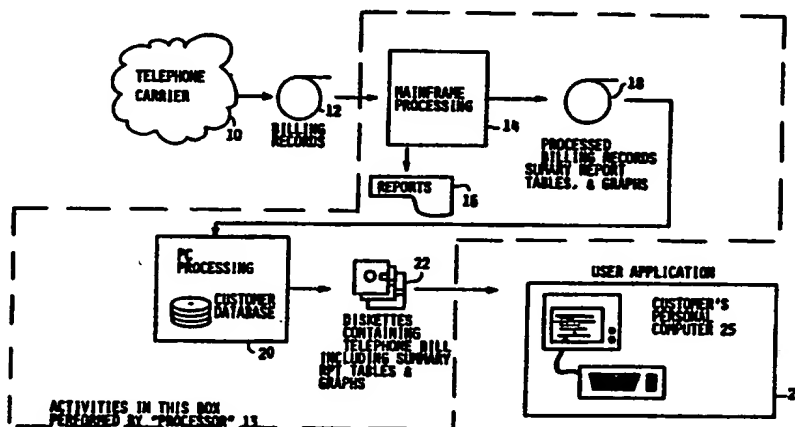 TELEPHONE
CARRIER
10
12
BILLING
RECORDS
MAINFRAME
PROCESSING
14
REPORTS
16
18
PROCESSED
BILLING RECORDS
SUMARY REPORT
TABLES, & GRAPHS
PC
PROCESSING
CUSTOMER
DATABASE
20
22
DISKETTES
CONTAINING
TELEPHONE BILL
INCLUDING SUMMARY
RPT TABLES &
GRAPHS
USER APPLICATION
CUSTOMER'S
PERSONAL
COMPUTER 25
ACTIVITIES IN THIS BOX
PERFORMED BY "PROCESSOR" 13